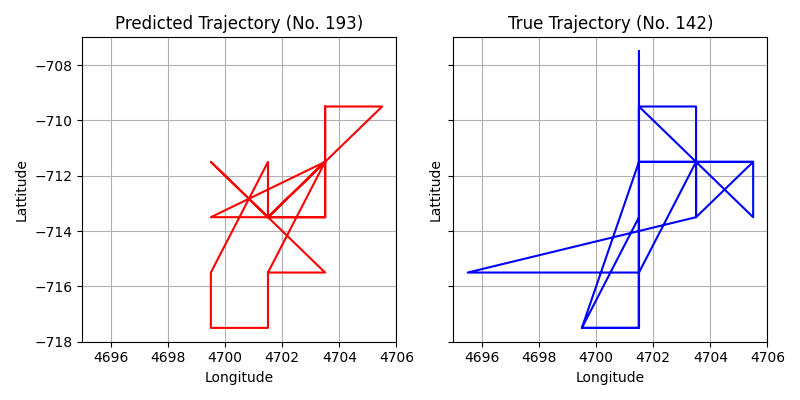 Predicted Trajectory (No. 193)
True Trajectory (No. 142)
−708
−710
−712
−714
−716
−718
Lattitude
Lattitude
4696 4698 4700 4702 4704 4706
4696 4698 4700 4702 4704 4706
Longitude
Longitude